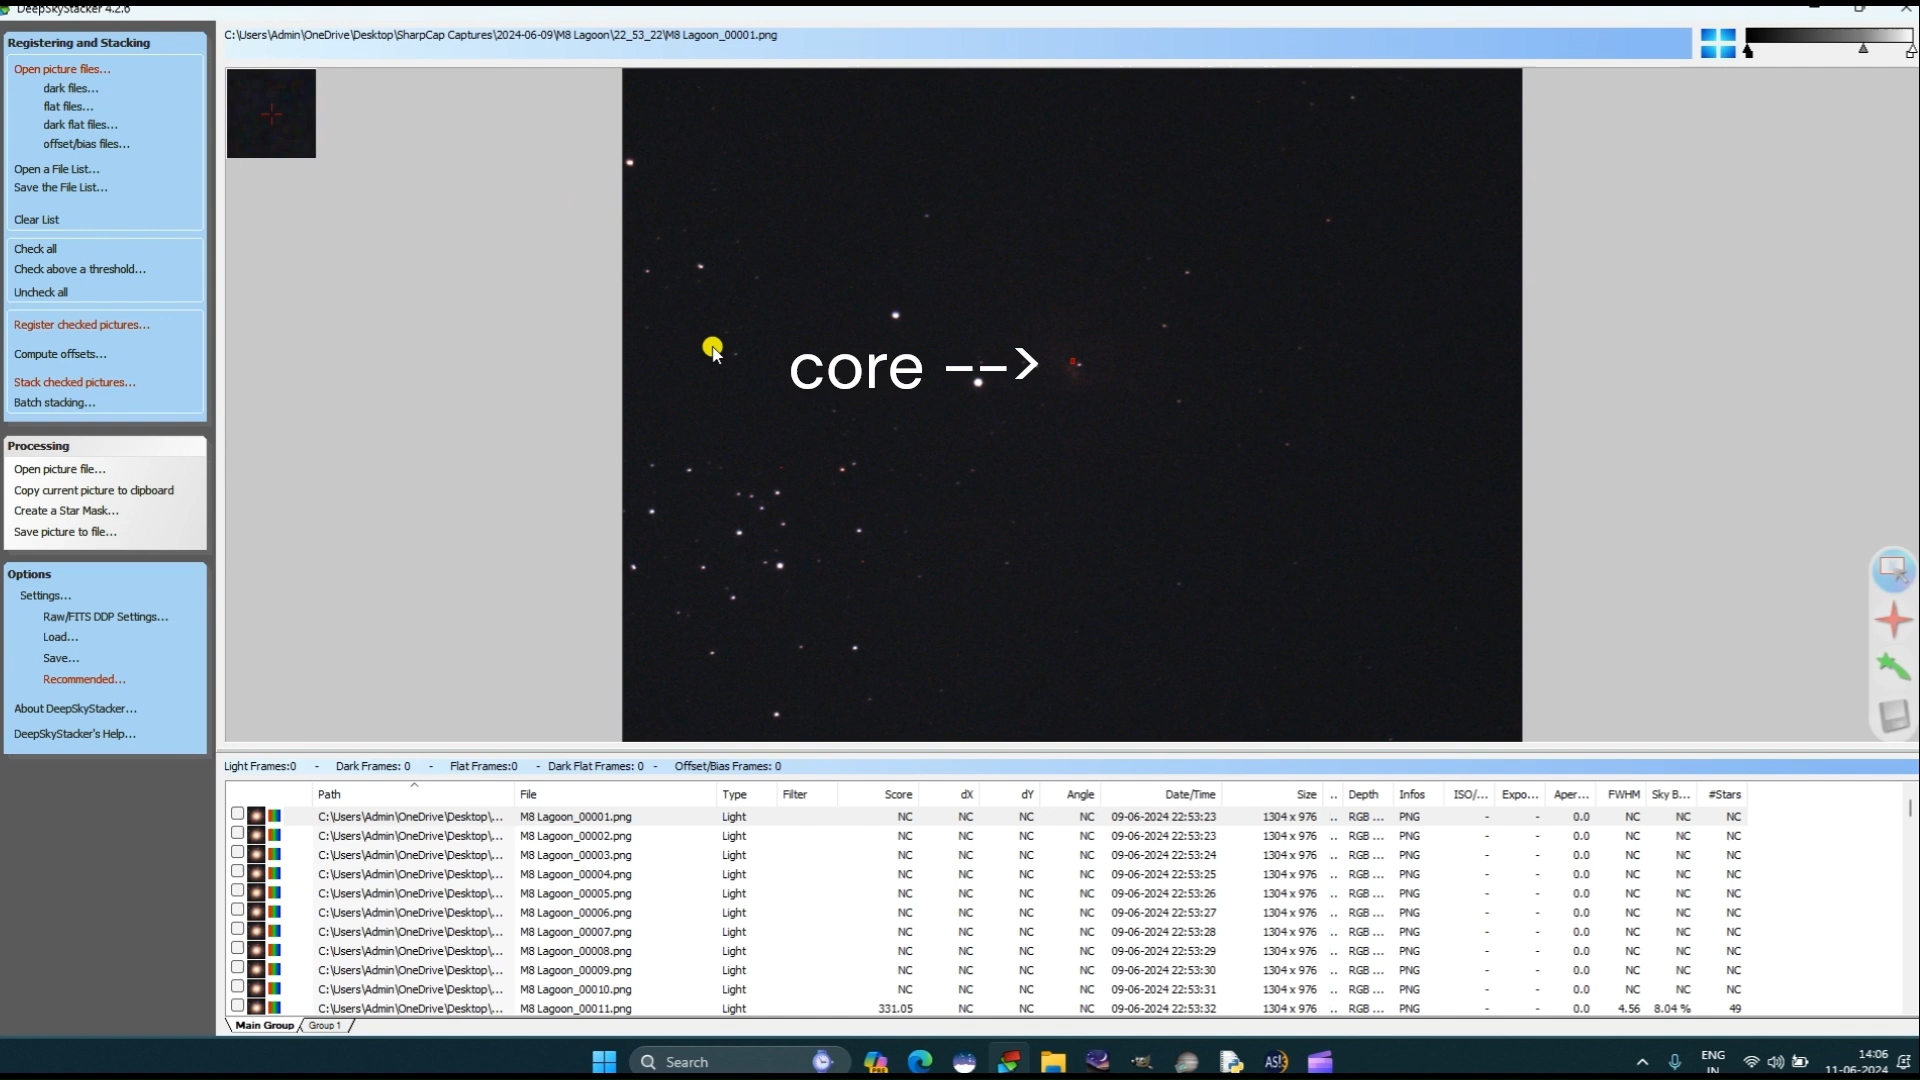 DeepSkyStacker 4.2.6
Registering and Stacking
Open picture files...
dark files...
flat files...
dark flat files...
offset/bias files...
Open a File List...
Save the File List...
Clear List
Check all
Check above a threshold...
Uncheck all
Register checked pictures...
Compute offsets...
Stack checked pictures...
Batch stacking...
Processing
Open picture file...
Copy current picture to clipboard
Create a Star Mask...
Save picture to file...
Options
Settings...
Raw/FITS DDP Settings...
Load...
Save...
Recommended...
About DeepSkyStacker...
DeepSkyStacker's Help...
C:\Users\Admin\OneDrive\Desktop\SharpCap Captures\2024-06-09\M8 Lagoon\22_53_22\M8 Lagoon_00001.png
core -->
Light Frames:0 - Dark Frames: 0 - Flat Frames:0 - Dark Flat Frames: 0 - Offset/Bias Frames: 0
Path File Type Filter Score dX dY Angle Date/Time Size .. Depth Infos ISO/... Expo... Aper... FWHM Sky B... #Stars
C:\Users\Admin\OneDrive\Desktop\... M8 Lagoon_00001.png Light NC NC NC NC 09-06-2024 22:53:23 1304 x 976 .. RGB ... PNG - - 0.0 NC NC NC
C:\Users\Admin\OneDrive\Desktop\... M8 Lagoon_00002.png Light NC NC NC NC 09-06-2024 22:53:23 1304 x 976 .. RGB ... PNG - - 0.0 NC NC NC
C:\Users\Admin\OneDrive\Desktop\... M8 Lagoon_00003.png Light NC NC NC NC 09-06-2024 22:53:24 1304 x 976 .. RGB ... PNG - - 0.0 NC NC NC
C:\Users\Admin\OneDrive\Desktop\... M8 Lagoon_00004.png Light NC NC NC NC 09-06-2024 22:53:25 1304 x 976 .. RGB ... PNG - - 0.0 NC NC NC
C:\Users\Admin\OneDrive\Desktop\... M8 Lagoon_00005.png Light NC NC NC NC 09-06-2024 22:53:26 1304 x 976 .. RGB ... PNG - - 0.0 NC NC NC
C:\Users\Admin\OneDrive\Desktop\... M8 Lagoon_00006.png Light NC NC NC NC 09-06-2024 22:53:27 1304 x 976 .. RGB ... PNG - - 0.0 NC NC NC
C:\Users\Admin\OneDrive\Desktop\... M8 Lagoon_00007.png Light NC NC NC NC 09-06-2024 22:53:28 1304 x 976 .. RGB ... PNG - - 0.0 NC NC NC
C:\Users\Admin\OneDrive\Desktop\... M8 Lagoon_00008.png Light NC NC NC NC 09-06-2024 22:53:29 1304 x 976 .. RGB ... PNG - - 0.0 NC NC NC
C:\Users\Admin\OneDrive\Desktop\... M8 Lagoon_00009.png Light NC NC NC NC 09-06-2024 22:53:30 1304 x 976 .. RGB ... PNG - - 0.0 NC NC NC
C:\Users\Admin\OneDrive\Desktop\... M8 Lagoon_00010.png Light NC NC NC NC 09-06-2024 22:53:31 1304 x 976 .. RGB ... PNG - - 0.0 NC NC NC
C:\Users\Admin\OneDrive\Desktop\... M8 Lagoon_00011.png Light 331.05 NC NC NC 09-06-2024 22:53:32 1304 x 976 .. RGB ... PNG - - 0.0 4.56 8.04 % 49
Main Group Group 1
Search
PRE
AS!3
ENG
IN
14:06
11-06-2024